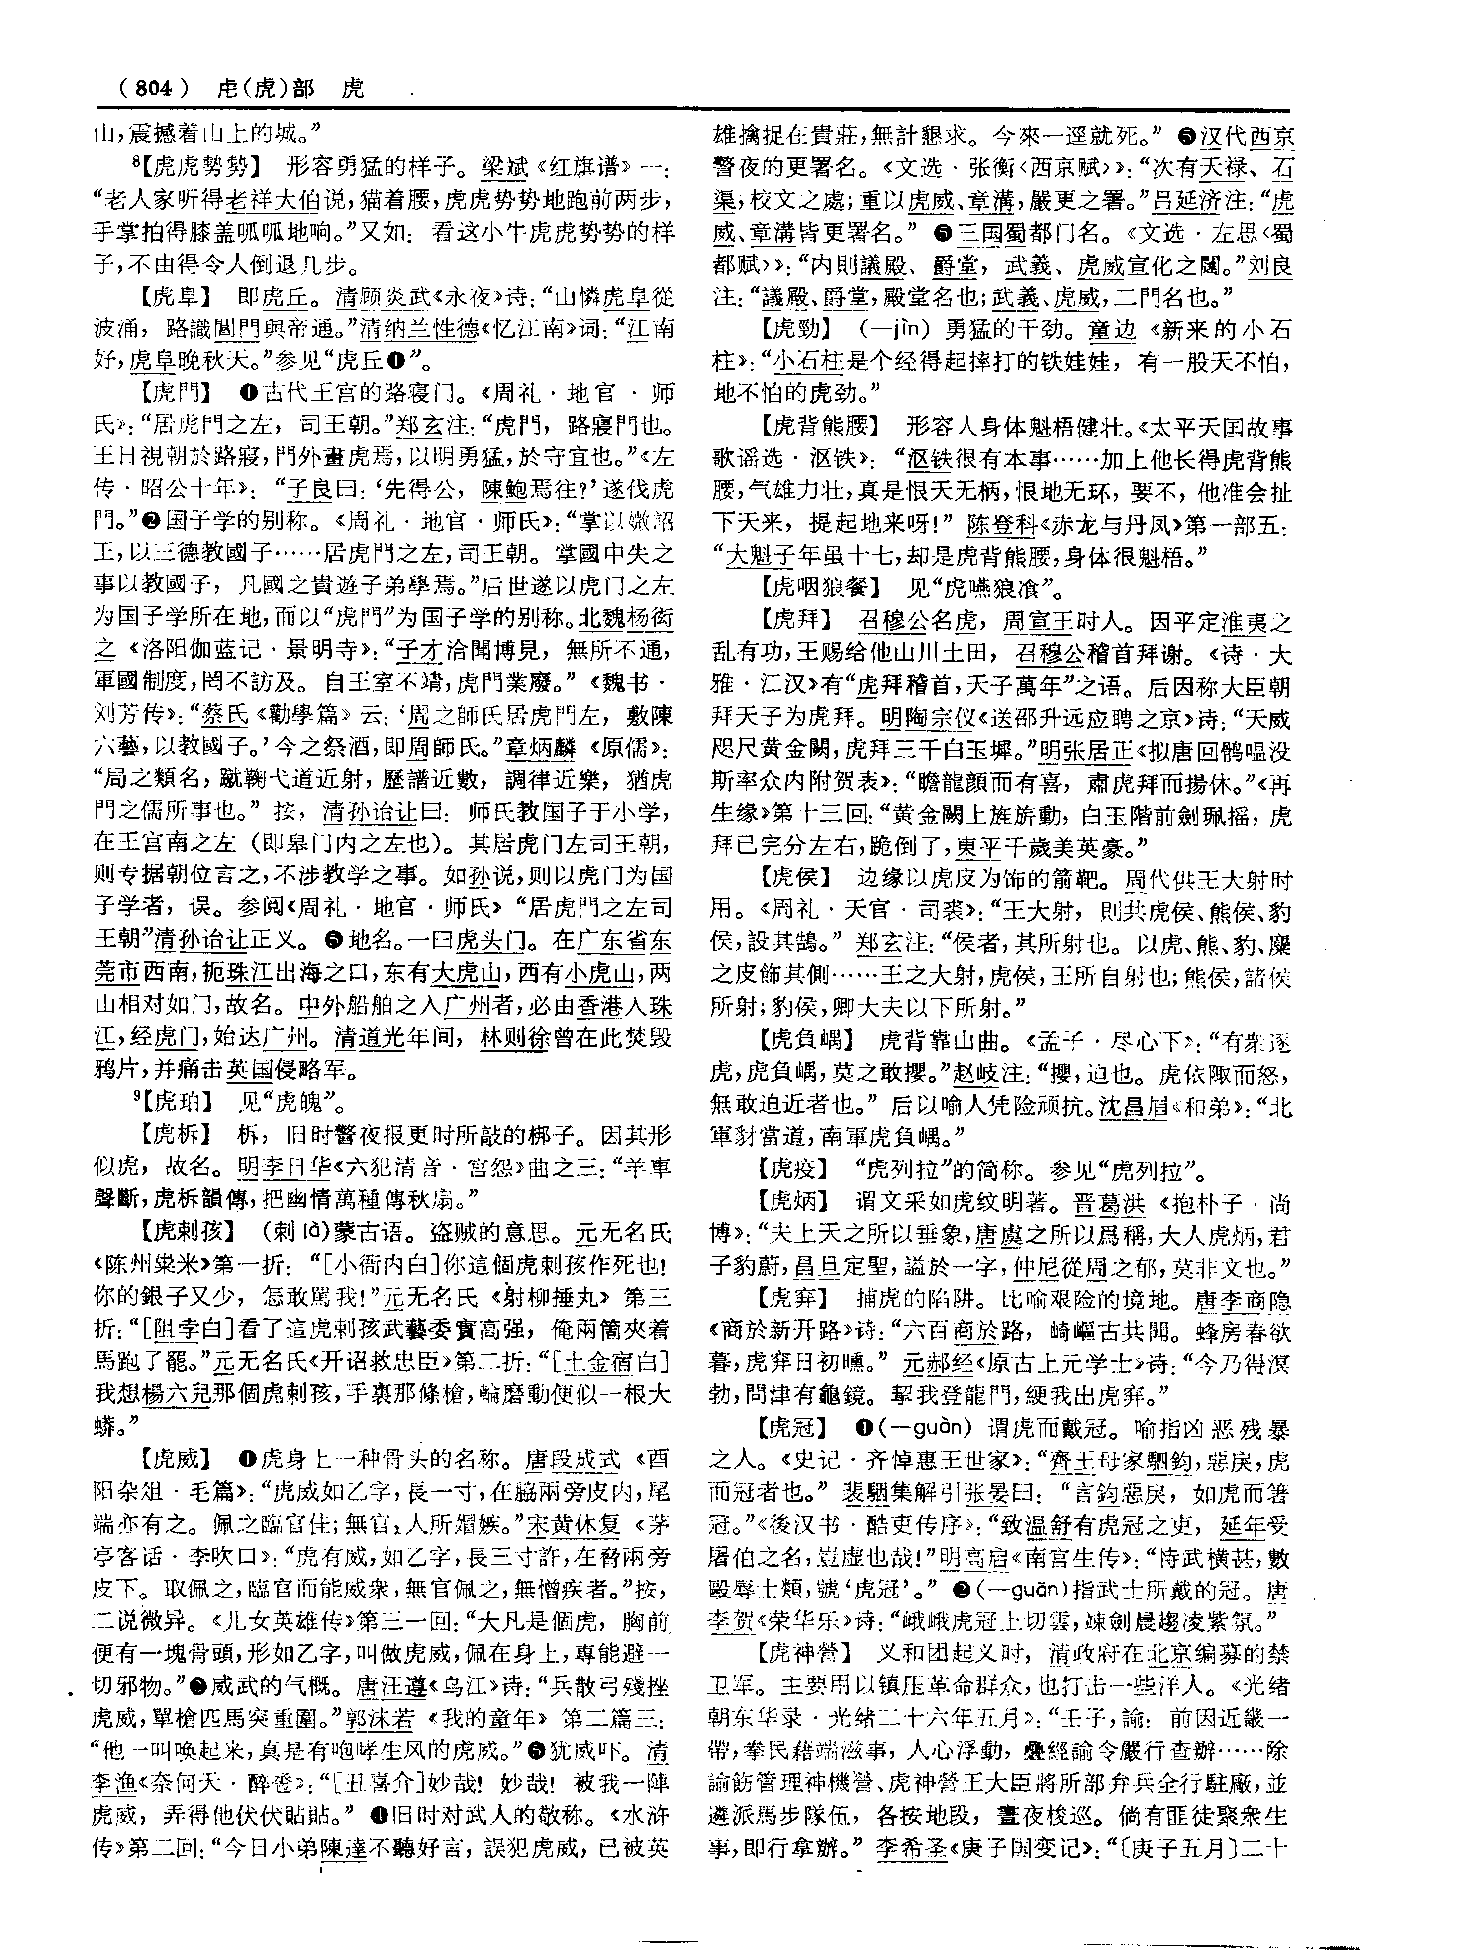 （804） 虍(虎)部 虎
山，震撼着山上的城。”
⁸【虎虎勢勢】 形容勇猛的样子。梁斌《红旗谱》一：
“老人家听得老祥大伯说，猫着腰，虎虎势势地跑前两步，
手掌拍得膝盖呱呱地响。”又如：看这小牛虎虎势势的样
子，不由得令人倒退几步。
【虎阜】 即虎丘。清顾炎武《永夜》诗：“山憐虎阜從
波涌，路識閶門與帝通。”清纳兰性德《忆江南》词：“江南
好，虎阜晚秋天。”参见“虎丘❶”。
【虎門】 ❶古代王宫的路寝门。《周礼·地官·师
氏》：“居虎門之左，司王朝。”郑玄注：“虎門，路寢門也。
王日視朝於路寢，門外畫虎焉，以明勇猛，於守宜也。”《左
传·昭公十年》：“子良曰：‘先得公，陳鮑焉往？’遂伐虎
門。”❷国子学的别称。《周礼·地官·师氏》：“掌以媺詔
王，以三德教國子……居虎門之左，司王朝。掌國中失之
事以教國子，凡國之貴遊子弟學焉。”后世遂以虎门之左
为国子学所在地，而以“虎門”为国子学的别称。北魏杨衒
之《洛阳伽蓝记·景明寺》：“子才洽聞博見，無所不通，
軍國制度，罔不訪及。自王室不靖，虎門業廢。”《魏书·
刘芳传》：“蔡氏《勸學篇》云：‘周之師氏居虎門左，敷陳
六藝，以教國子。’今之祭酒，即周師氏。”章炳麟《原儒》：
“局之類名，蹴鞠弋道近射，歷譜近數，調律近樂，猶虎
門之儒所事也。”按，清孙诒让曰：师氏教国子于小学，
在王宫南之左（即皋门内之左也）。其居虎门左司王朝，
则专据朝位言之，不涉教学之事。如孙说，则以虎门为国
子学者，误。参阅《周礼·地官·师氏》“居虎門之左司
王朝”清孙诒让正义。❸地名。一曰虎头门。在广东省东
莞市西南，扼珠江出海之口，东有大虎山，西有小虎山，两
山相对如门，故名。中外船舶之入广州者，必由香港入珠
江，经虎门，始达广州。清道光年间，林则徐曾在此焚毁
鸦片，并痛击英国侵略军。
⁹【虎珀】 见“虎魄”。
【虎柝】 柝，旧时警夜报更时所敲的梆子。因其形
似虎，故名。明李日华《六犯清音·宫怨》曲之三：“羊車
聲斷，虎柝韻傳，把幽情萬種傳秋扇。”
【虎剌孩】 (剌 là)蒙古语。盗贼的意思。元无名氏
《陈州粜米》第一折：“［小衙内白］你這個虎剌孩作死也！
你的銀子又少，怎敢罵我！”元无名氏《射柳捶丸》第三
折：“［阻孛白］看了這虎剌孩武藝委實高强，俺兩箇夾着
馬跑了罷。”元无名氏《开诏救忠臣》第二折：“［土金宿白］
我想楊六兒那個虎剌孩，手裏那條槍，輪磨動便似一根大
蟒。”
【虎威】 ❶虎身上一种骨头的名称。唐段成式《酉
阳杂俎·毛篇》：“虎威如乙字，長一寸，在脇兩旁皮内，尾
端亦有之。佩之臨官佳；無官，人所媢嫉。”宋黄休复《茅
亭客话·李吹口》：“虎有威，如乙字，長三寸許，在脅兩旁
皮下。取佩之，臨官而能威衆，無官佩之，無憎疾者。”按，
二说微异。《儿女英雄传》第三一回：“大凡是個虎，胸前
便有一塊骨頭，形如乙字，叫做虎威，佩在身上，專能避一
切邪物。”❷威武的气概。唐汪遵《乌江》诗：“兵散弓殘挫
虎威，單槍匹馬突重圍。”郭沫若《我的童年》第二篇三：
“他一叫唤起来，真是有咆哮生风的虎威。”❸犹威吓。清
李渔《奈何天·醉卺》：“［丑喜介］妙哉！妙哉！被我一陣
虎威，弄得他伏伏貼貼。”❹旧时对武人的敬称。《水浒
传》第二回：“今日小弟陳達不聽好言，誤犯虎威，已被英
雄擒捉在貴莊，無計懇求。今來一逕就死。”❺汉代西京
警夜的更署名。《文选·张衡〈西京赋〉》：“次有天禄、石
渠，校文之處；重以虎威、章溝，嚴更之署。”吕延济注：“虎
威、章溝皆更署名。”❻三国蜀都门名。《文选·左思〈蜀
都赋〉》：“内則議殿、爵堂，武義、虎威宣化之闥。”刘良
注：“議殿、爵堂，殿堂名也；武義、虎威，二門名也。”
【虎勁】 （—jìn）勇猛的干劲。童边《新来的小石
柱》：“小石柱是个经得起摔打的铁娃娃，有一股天不怕，
地不怕的虎劲。”
【虎背熊腰】 形容人身体魁梧健壮。《太平天国故事
歌谣选·沤铁》：“沤铁很有本事……加上他长得虎背熊
腰，气雄力壮，真是恨天无柄，恨地无环，要不，他准会扯
下天来，提起地来呀！”陈登科《赤龙与丹凤》第一部五：
“大魁子年虽十七，却是虎背熊腰，身体很魁梧。”
【虎咽狼餐】 见“虎嚥狼飡”。
【虎拜】 召穆公名虎，周宣王时人。因平定淮夷之
乱有功，王赐给他山川土田，召穆公稽首拜谢。《诗·大
雅·江汉》有“虎拜稽首，天子萬年”之语。后因称大臣朝
拜天子为虎拜。明陶宗仪《送邵升远应聘之京》诗：“天威
咫尺黄金闕，虎拜三千白玉墀。”明张居正《拟唐回鹘嗢没
斯率众内附贺表》：“瞻龍顔而有喜，肅虎拜而揚休。”《再
生缘》第十三回：“黄金闕上旌旂動，白玉階前劍珮摇，虎
拜已完分左右，跪倒了，東平千歲美英豪。”
【虎侯】 边缘以虎皮为饰的箭靶。周代供王大射时
用。《周礼·天官·司裘》：“王大射，則共虎侯、熊侯、豹
侯，設其鵠。”郑玄注：“侯者，其所射也。以虎、熊、豹、麋
之皮飾其側……王之大射，虎侯，王所自射也；熊侯，諸侯
所射；豹侯，卿大夫以下所射。”
【虎負嵎】 虎背靠山曲。《孟子·尽心下》：“有衆逐
虎，虎負嵎，莫之敢攖。”赵岐注：“攖，迫也。虎依陬而怒，
無敢迫近者也。”后以喻人凭险顽抗。沈昌眉《和弟》：“北
軍豺當道，南軍虎負嵎。”
【虎疫】 “虎列拉”的简称。参见“虎列拉”。
【虎炳】 谓文采如虎纹明著。晋葛洪《抱朴子·尚
博》：“夫上天之所以垂象，唐虞之所以爲稱，大人虎炳，君
子豹蔚，昌旦定聖，謚於一字，仲尼從周之郁，莫非文也。”
【虎穽】 捕虎的陷阱。比喻艰险的境地。唐李商隐
《商於新开路》诗：“六百商於路，崎嶇古共聞。蜂房春欲
暮，虎穽日初曛。”元郝经《原古上元学士》诗：“今乃得溟
勃，問津有龜鏡。挈我登龍門，綆我出虎穽。”
【虎冠】 ❶(—guàn) 谓虎而戴冠。喻指凶恶残暴
之人。《史记·齐悼惠王世家》：“齊王母家駟鈞，惡戾，虎
而冠者也。”裴駰集解引张晏曰：“言鈞惡戾，如虎而箸
冠。”《後汉书·酷吏传序》：“致溫舒有虎冠之吏，延年受
屠伯之名，豈虚也哉！”明高启《南宫生传》：“恃武横甚，數
毆辱士類，號‘虎冠’。”❷(—guān)指武士所戴的冠。唐
李贺《荣华乐》诗：“峨峨虎冠上切雲，竦劍晨趨凌紫氛。”
【虎神營】 义和团起义时，清政府在北京编募的禁
卫军。主要用以镇压革命群众，也打击一些洋人。《光绪
朝东华录·光绪二十六年五月》：“壬子，諭：前因近畿一
帶，拳民藉端滋事，人心浮動，叠經諭令嚴行查辦……除
諭飭管理神機營、虎神營王大臣將所部弁兵全行駐廠，並
遴派馬步隊伍，各按地段，晝夜梭巡。倘有匪徒聚衆生
事，即行拿辦。”李希圣《庚子国变记》：“〔庚子五月〕二十